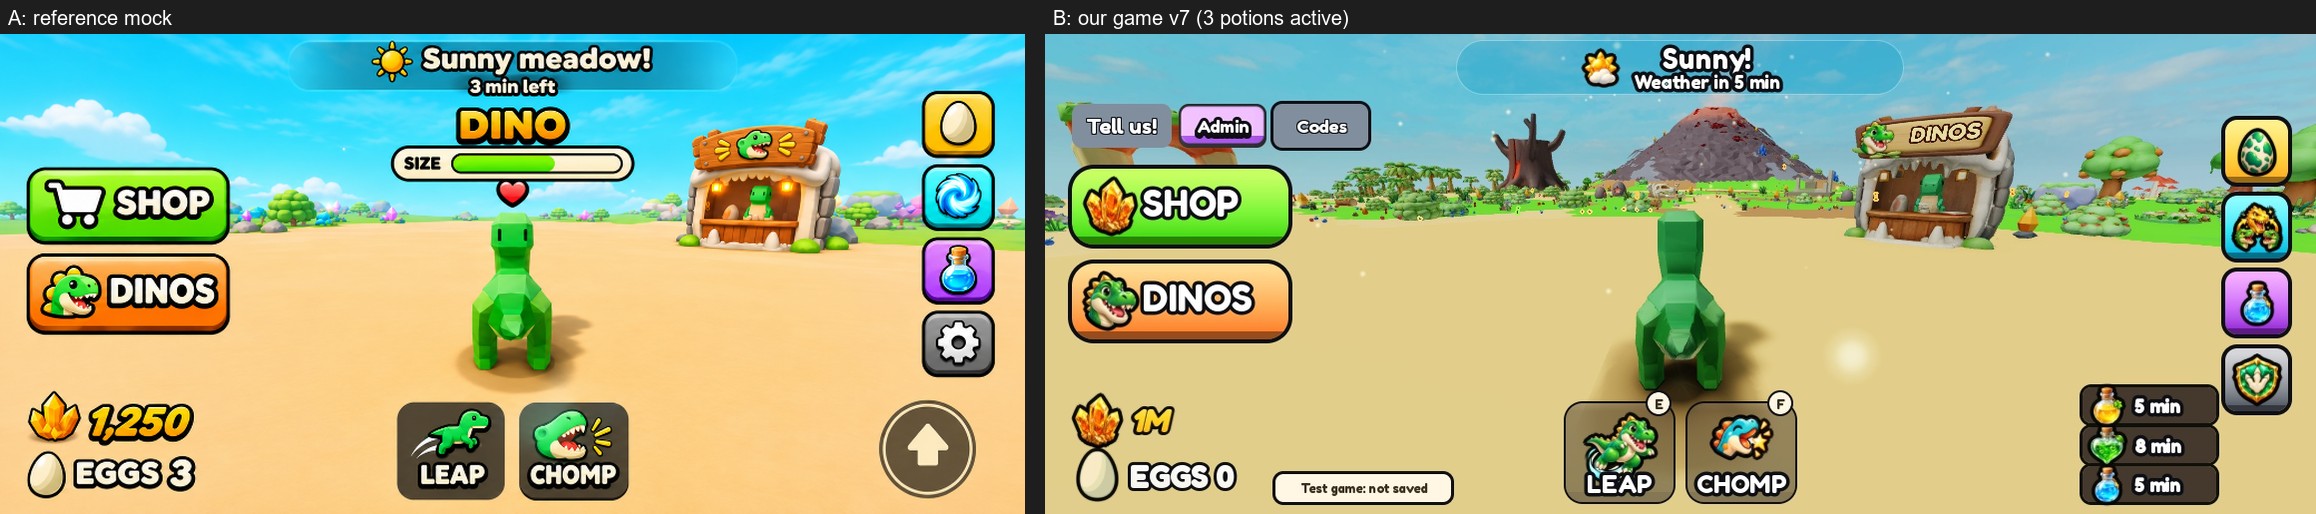 A: reference mock
Sunny meadow!
3 min left
DINO
SIZE
SHOP
DINOS
1,250
EGGS 3
LEAP
CHOMP
B: our game v7 (3 potions active)
Sunny!
Weather in 5 min
Tell us!
Admin
Codes
DINOS
SHOP
DINOS
1M
EGGS 0
Test game: not saved
E
LEAP
F
CHOMP
5 min
8 min
5 min